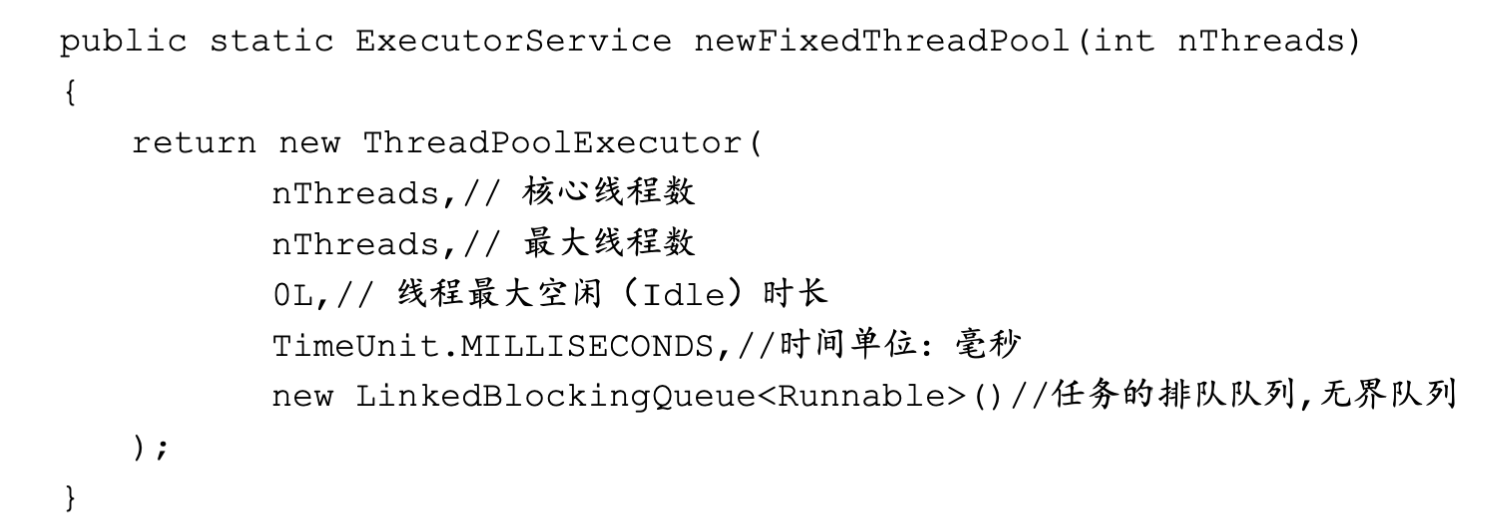 public static ExecutorService newFixedThreadPool(int nThreads)
{
return new ThreadPoolExecutor(
nThreads,// 核心线程数
nThreads,// 最大线程数
0L,// 线程最大空闲（Idle）时长
TimeUnit.MILLISECONDS,//时间单位：毫秒
new LinkedBlockingQueue<Runnable>()//任务的排队队列,无界队列
);
}